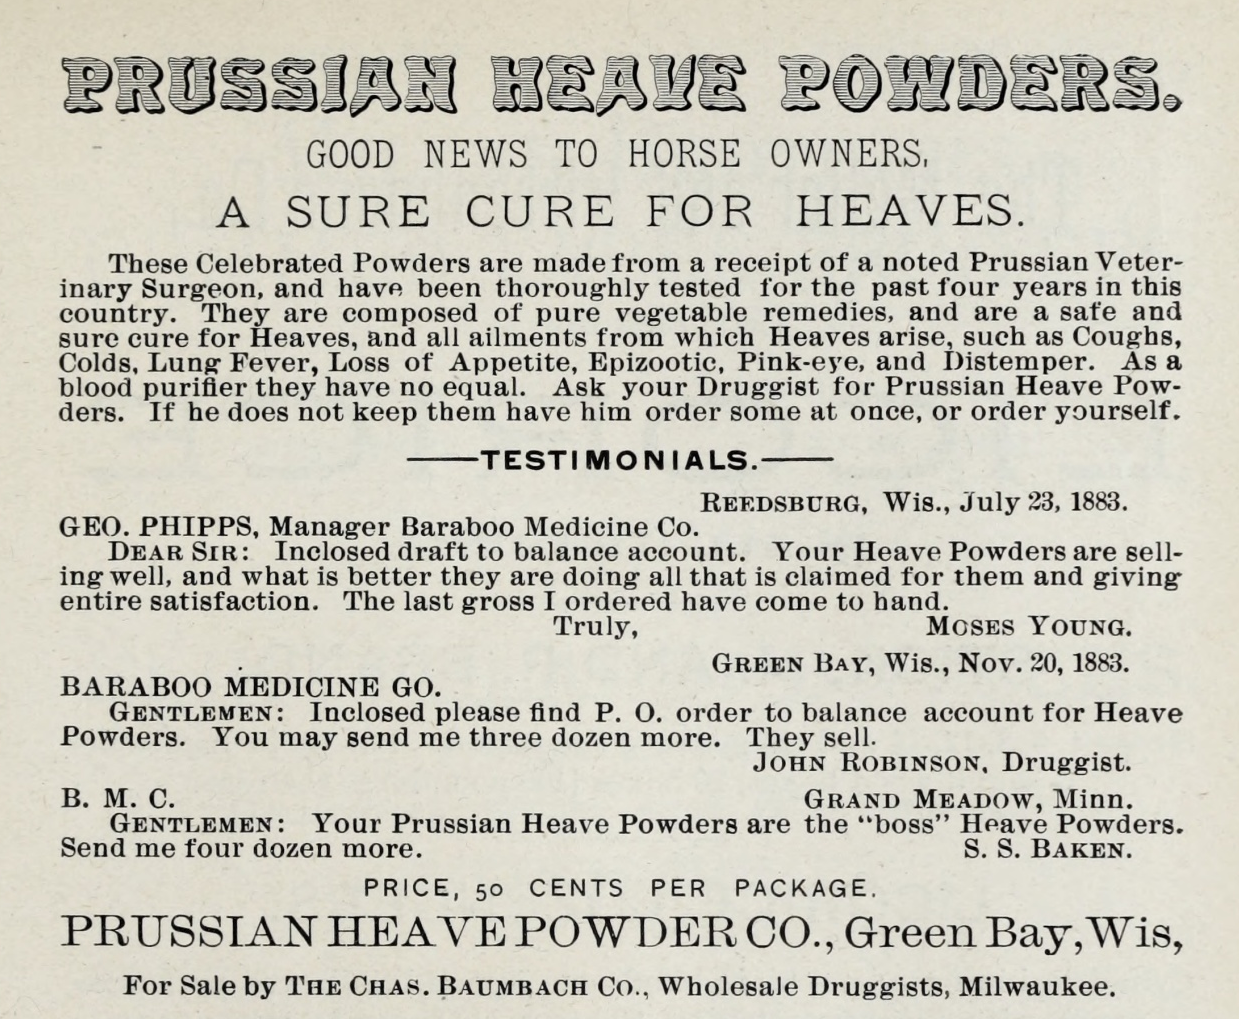 PRUSSIAN HEAVE POWDERS.
GOOD NEWS TO HORSE OWNERS,
A SURE CURE FOR HEAVES.
These Celebrated Powders are made from a receipt of a noted Prussian Veter-
inary Surgeon, and have been thoroughly tested for the past four years in this
country. They are composed of pure vegetable remedies, and are a safe and
sure cure for Heaves, and all ailments from which Heaves arise, such as Coughs,
Colds, Lung Fever, Loss of Appetite, Epizootic, Pink-eye, and Distemper. As a
blood purifier they have no equal. Ask your Druggist for Prussian Heave Pow-
ders. If he does not keep them have him order some at once, or order yourself.
——TESTIMONIALS.——
REEDSBURG, Wis., July 23, 1883.
GEO. PHIPPS, Manager Baraboo Medicine Co.
DEAR SIR: Inclosed draft to balance account. Your Heave Powders are sell-
ing well, and what is better they are doing all that is claimed for them and giving
entire satisfaction. The last gross I ordered have come to hand.
Truly, MOSES YOUNG.
GREEN BAY, Wis., Nov. 20, 1883.
BARABOO MEDICINE GO.
GENTLEMEN: Inclosed please find P. O. order to balance account for Heave
Powders. You may send me three dozen more. They sell.
JOHN ROBINSON, Druggist.
B. M. C. GRAND MEADOW, Minn.
GENTLEMEN: Your Prussian Heave Powders are the "boss" Heave Powders.
Send me four dozen more. S. S. BAKEN.
PRICE, 50 CENTS PER PACKAGE.
PRUSSIAN HEAVE POWDER CO., Green Bay, Wis,
For Sale by THE CHAS. BAUMBACH CO., Wholesale Druggists, Milwaukee.